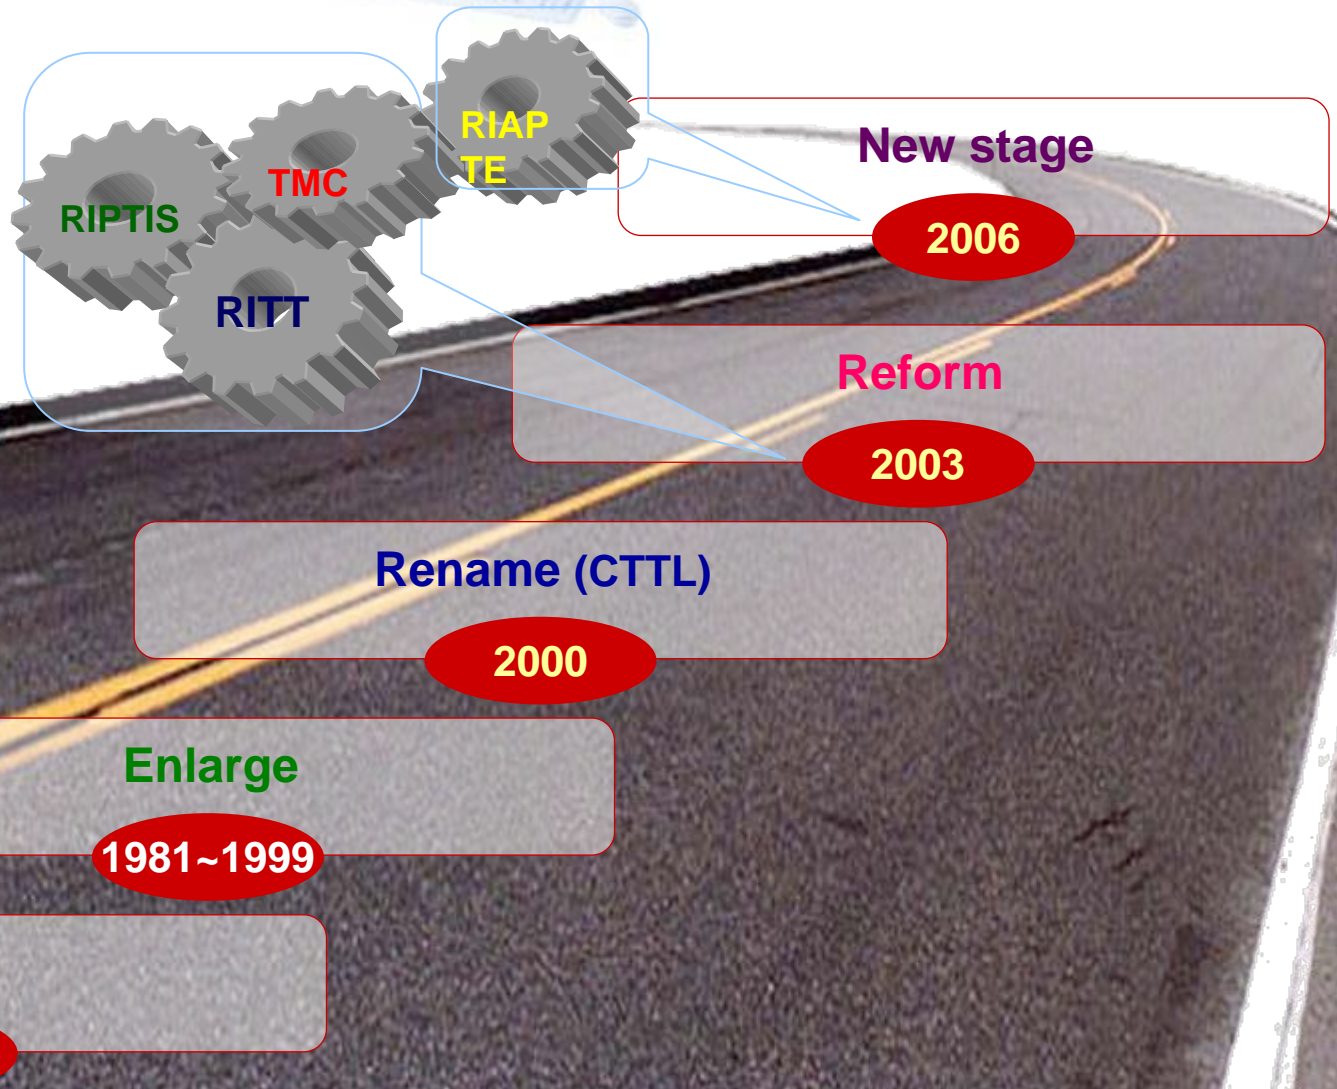 RIAP
TE
TMC
RIPTIS
RITT
New stage
2006
Reform
2003
Rename (CTTL)
2000
Enlarge
1981~1999